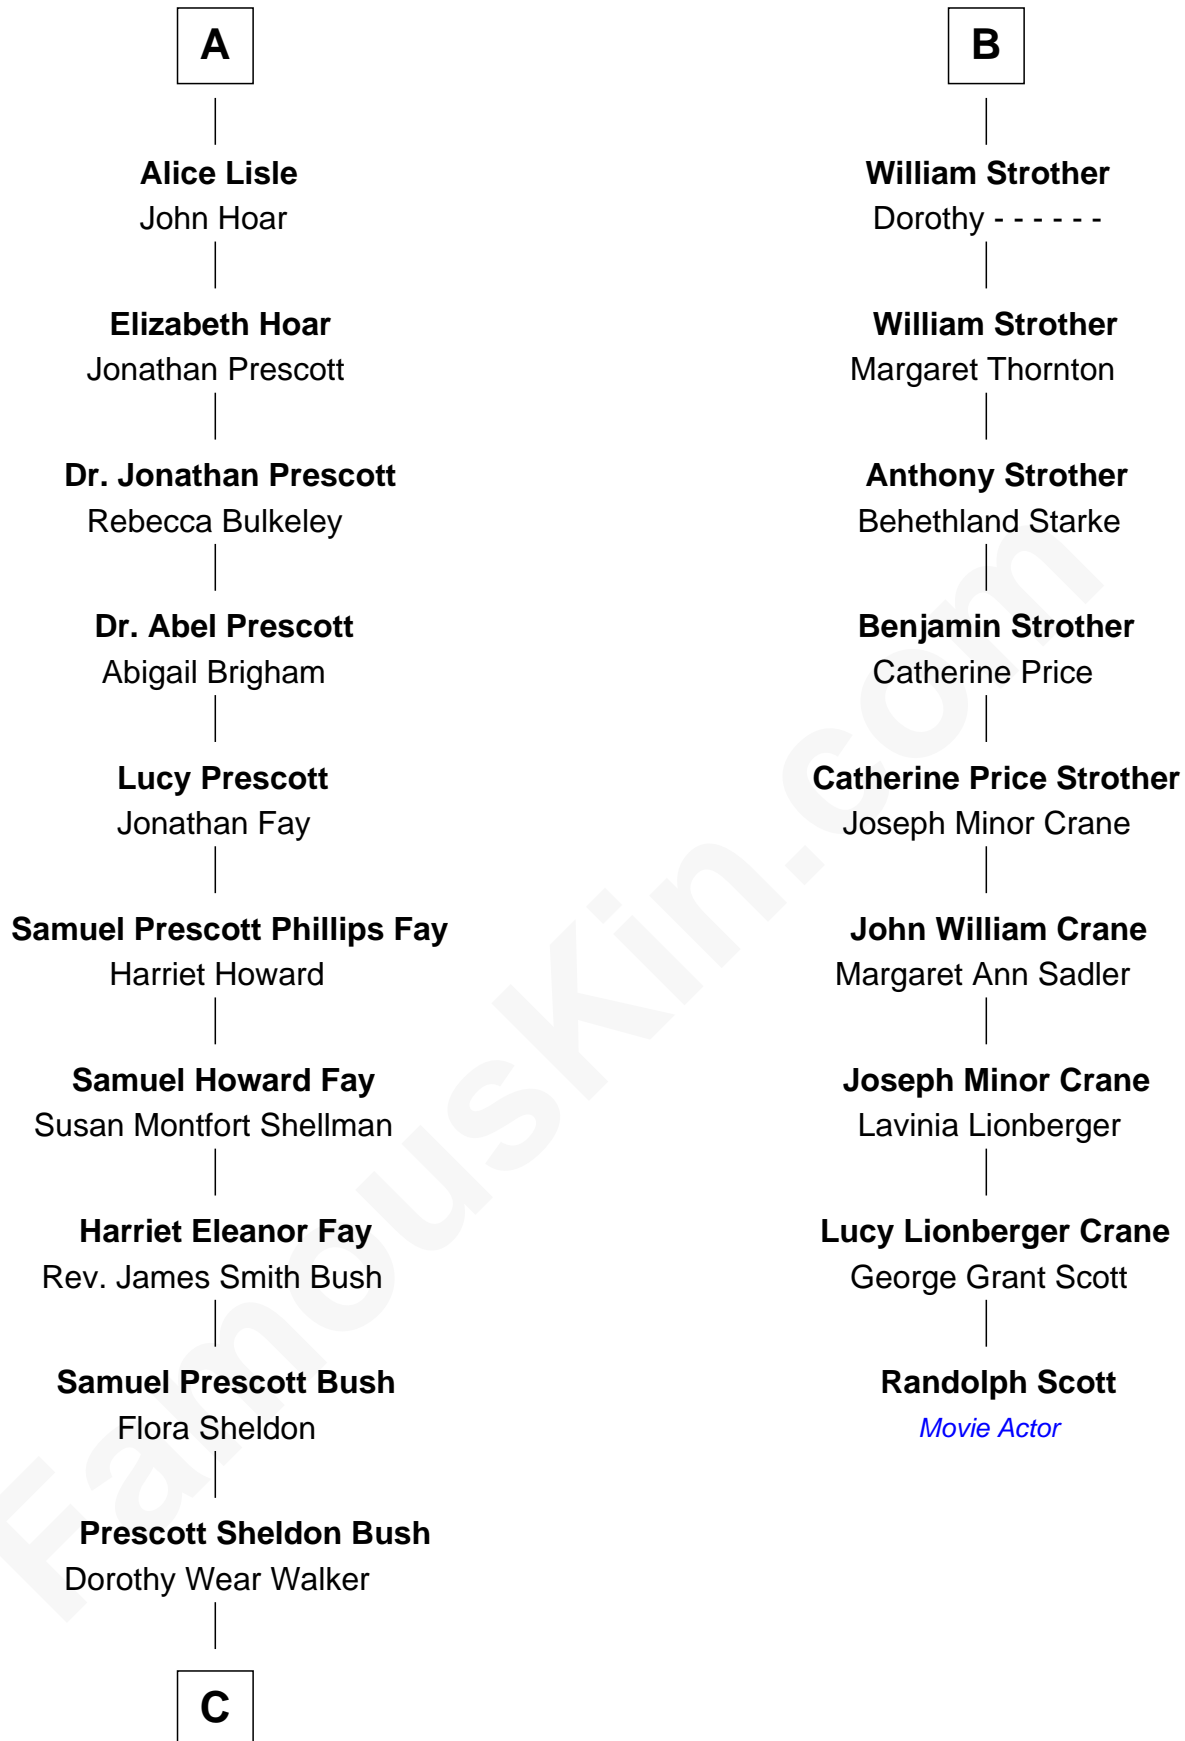 A
Alice Lisle
John Hoar
Elizabeth Hoar
Jonathan Prescott
Dr. Jonathan Prescott
Rebecca Bulkeley
Dr. Abel Prescott
Abigail Brigham
Lucy Prescott
Jonathan Fay
Samuel Prescott Phillips Fay
Harriet Howard
Samuel Howard Fay
Susan Montfort Shellman
Harriet Eleanor Fay
Rev. James Smith Bush
Samuel Prescott Bush
Flora Sheldon
Prescott Sheldon Bush
Dorothy Wear Walker
C
B
William Strother
Dorothy - - - - - -
William Strother
Margaret Thornton
Anthony Strother
Behethland Starke
Benjamin Strother
Catherine Price
Catherine Price Strother
Joseph Minor Crane
John William Crane
Margaret Ann Sadler
Joseph Minor Crane
Lavinia Lionberger
Lucy Lionberger Crane
George Grant Scott
Randolph Scott
Movie Actor
FamousKin.com